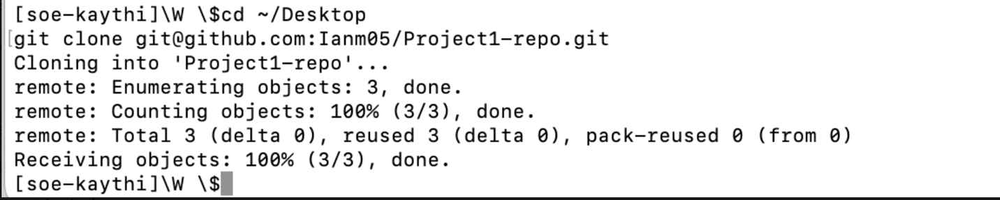 [soe-kaythi]\W \$cd ~/Desktop
[git clone git@github.com:Ianm05/Project1-repo.git
Cloning into 'Project1-repo'...
remote: Enumerating objects: 3, done.
remote: Counting objects: 100% (3/3), done.
remote: Total 3 (delta 0), reused 3 (delta 0), pack-reused 0 (from 0)
Receiving objects: 100% (3/3), done.
[soe-kaythi]\W \$